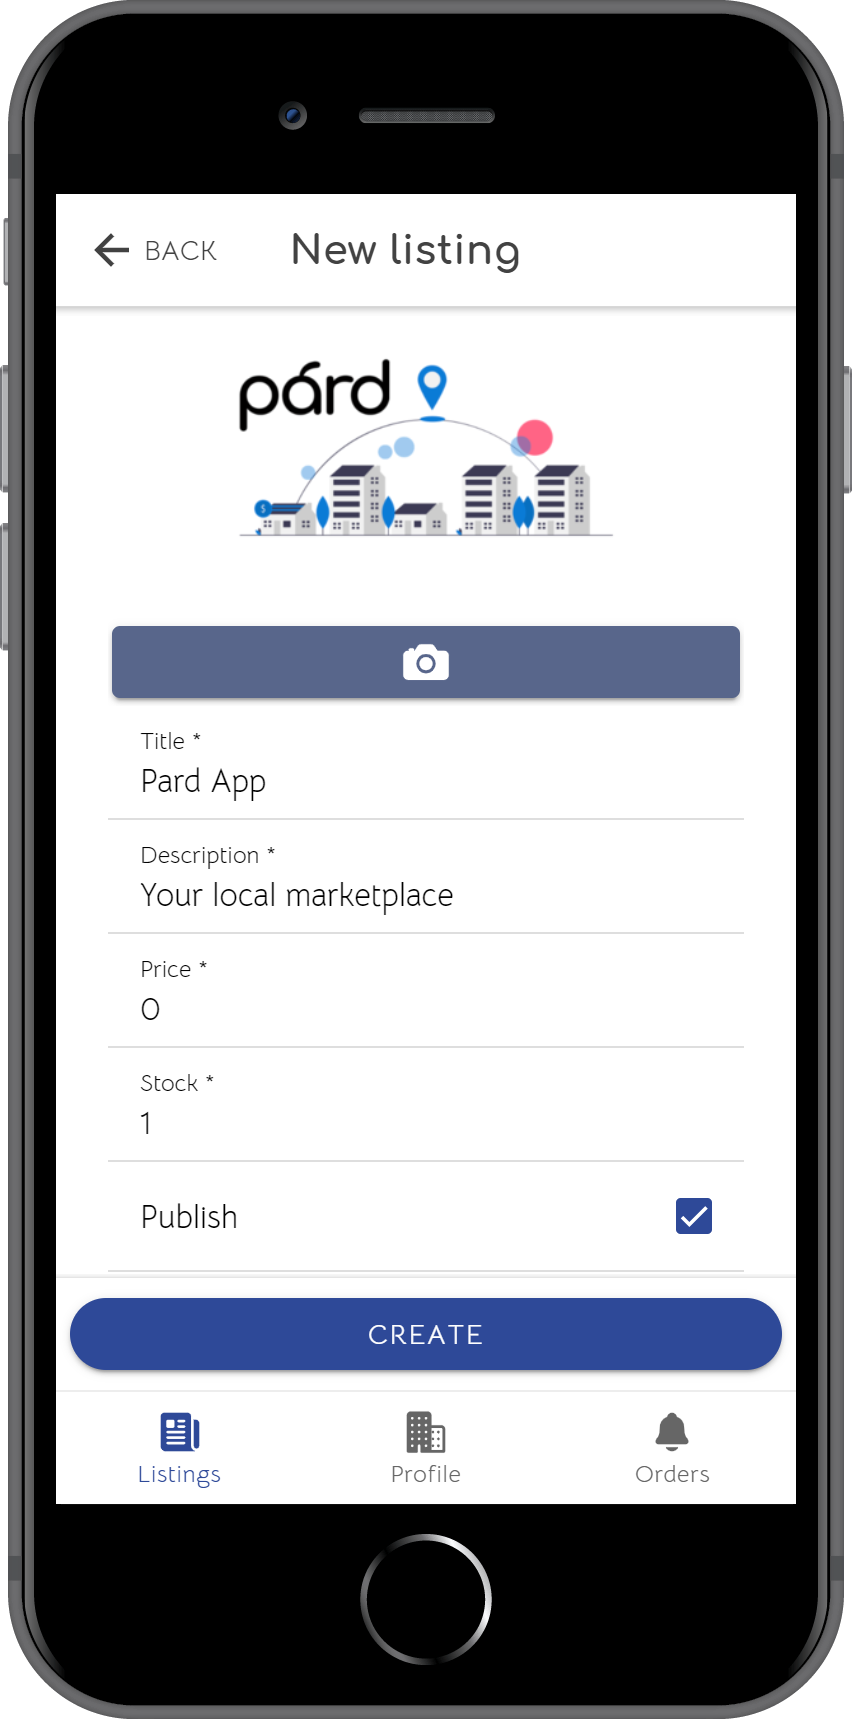 BACK
New listing
párd
$
Title *
Pard App
Description *
Your local marketplace
Price *
0
Stock *
1
Publish
CREATE
Listings
Profile
Orders